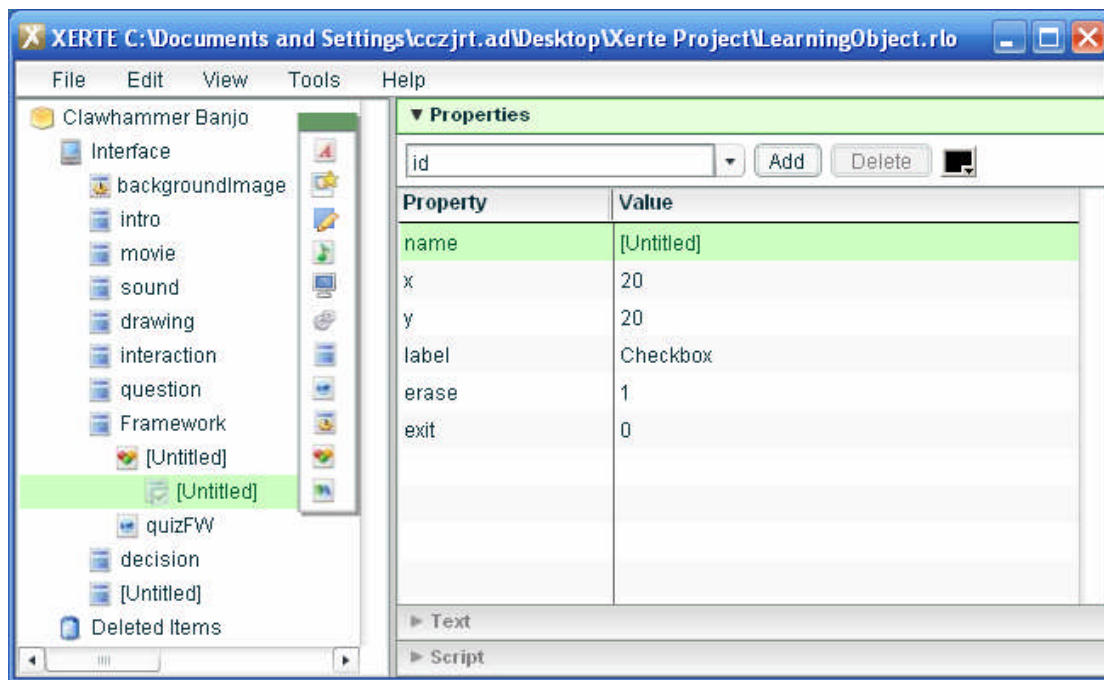 XERTE C:\Documents and Settings\cczjrt.ad\Desktop\Xerte Project\LearningObject.rlo
File Edit View Tools Help
Clawhammer Banjo
Interface
backgroundImage
intro
movie
sound
drawing
interaction
question
Framework
[Untitled]
[Untitled]
quizFW
decision
[Untitled]
Deleted Items
Properties
id Add Delete
Property Value
name [Untitled]
x 20
y 20
label Checkbox
erase 1
exit 0
Text
Script